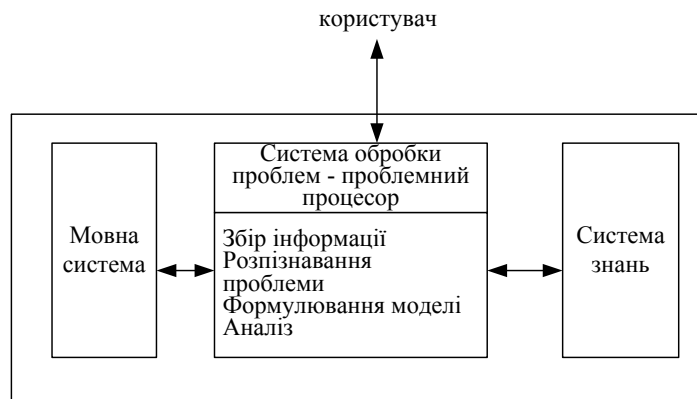 користувач
Система обробки
проблем - проблемний
процесор
Мовна
система
Збір інформації
Розпізнавання
проблеми
Формулювання моделі
Аналіз
Система
знань